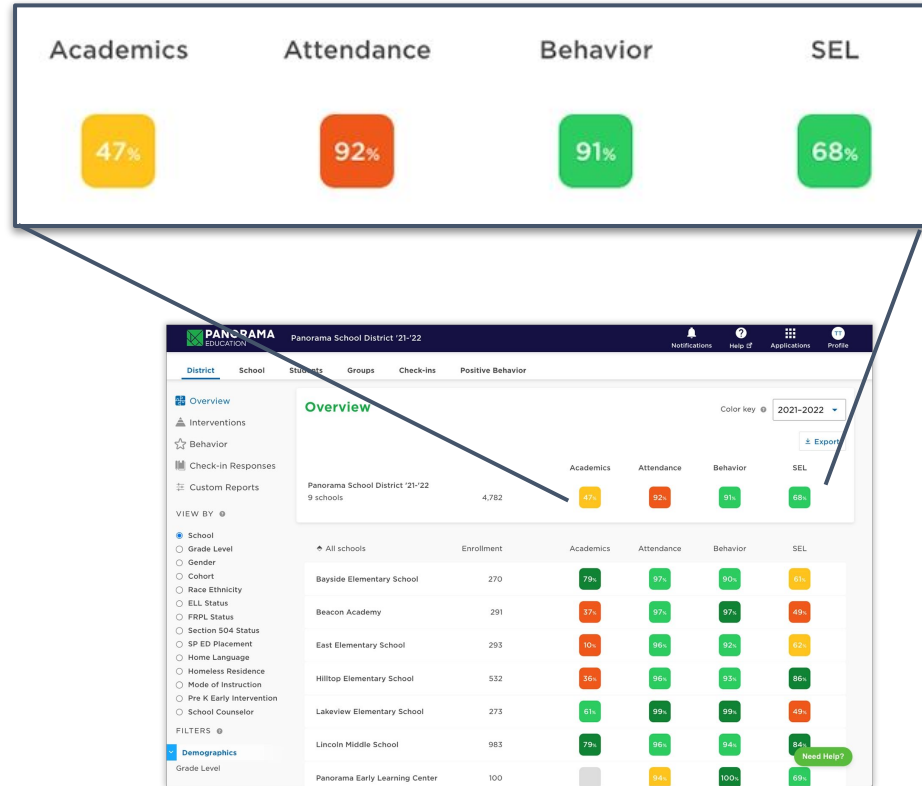 Academics Attendance Behavior SEL
47% 92% 91% 68%
PANORAMA EDUCATION Panorama School District '21-'22 Notifications Help Applications TT Profile
District School Students Groups Check-ins Positive Behavior
Overview
Interventions
Behavior
Check-in Responses
Custom Reports
VIEW BY
School
Grade Level
Gender
Cohort
Race Ethnicity
ELL Status
FRPL Status
Section 504 Status
SP ED Placement
Home Language
Homeless Residence
Mode of Instruction
Pre K Early Intervention
School Counselor
FILTERS
Demographics
Grade Level
Overview Color key 2021–2022
Export
Academics Attendance Behavior SEL
Panorama School District '21-'22
9 schools 4,782 47% 92% 91% 68%
All schools Enrollment Academics Attendance Behavior SEL
Bayside Elementary School 270 79% 97% 90% 61%
Beacon Academy 291 37% 97% 97% 49%
East Elementary School 293 10% 96% 92% 62%
Hilltop Elementary School 532 36% 96% 93% 86%
Lakeview Elementary School 273 61% 99% 99% 49%
Lincoln Middle School 983 79% 96% 94% 84%
Need Help?
Panorama Early Learning Center 100 94% 100% 69%